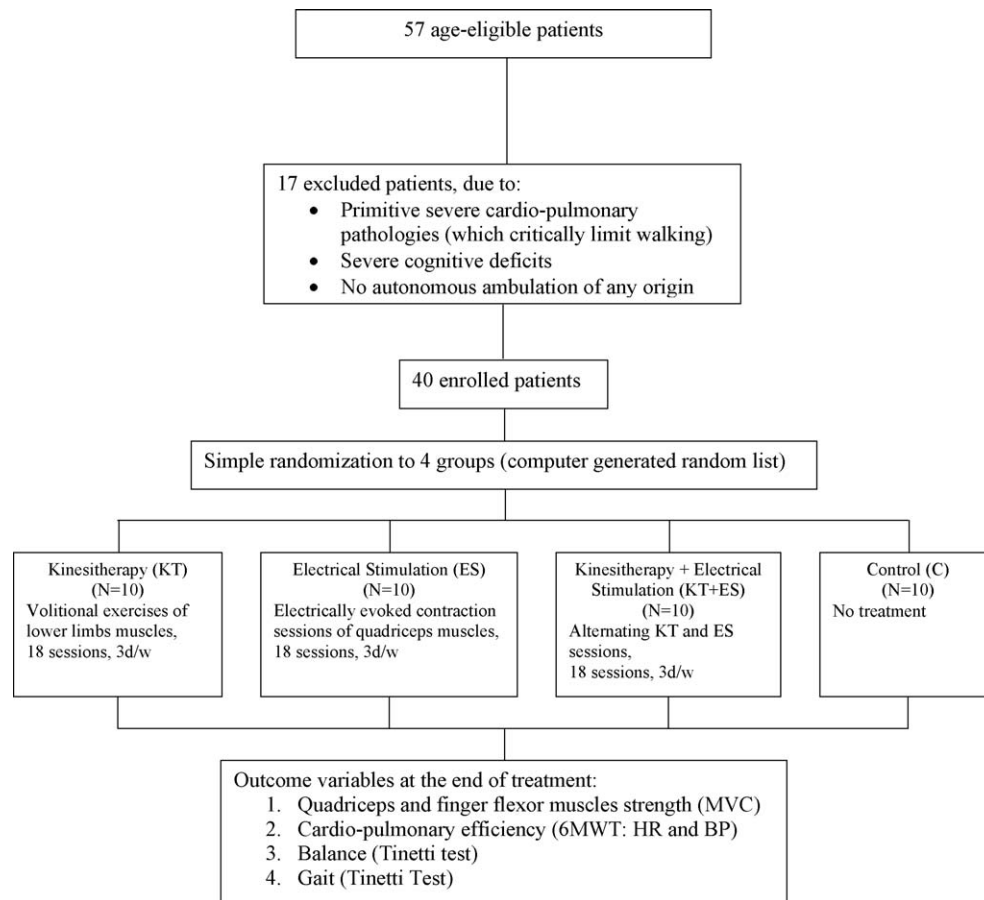 57 age-eligible patients
17 excluded patients, due to:
• Primitive severe cardio-pulmonary
pathologies (which critically limit walking)
• Severe cognitive deficits
• No autonomous ambulation of any origin
40 enrolled patients
Simple randomization to 4 groups (computer generated random list)
Kinesitherapy (KT)
(N=10)
Volitional exercises of
lower limbs muscles,
18 sessions, 3d/w
Electrical Stimulation (ES)
(N=10)
Electrically evoked contraction
sessions of quadriceps muscles,
18 sessions, 3d/w
Kinesitherapy + Electrical
Stimulation (KT+ES)
(N=10)
Alternating KT and ES
sessions,
18 sessions, 3d/w
Control (C)
(N=10)
No treatment
Outcome variables at the end of treatment:
1. Quadriceps and finger flexor muscles strength (MVC)
2. Cardio-pulmonary efficiency (6MWT: HR and BP)
3. Balance (Tinetti test)
4. Gait (Tinetti Test)